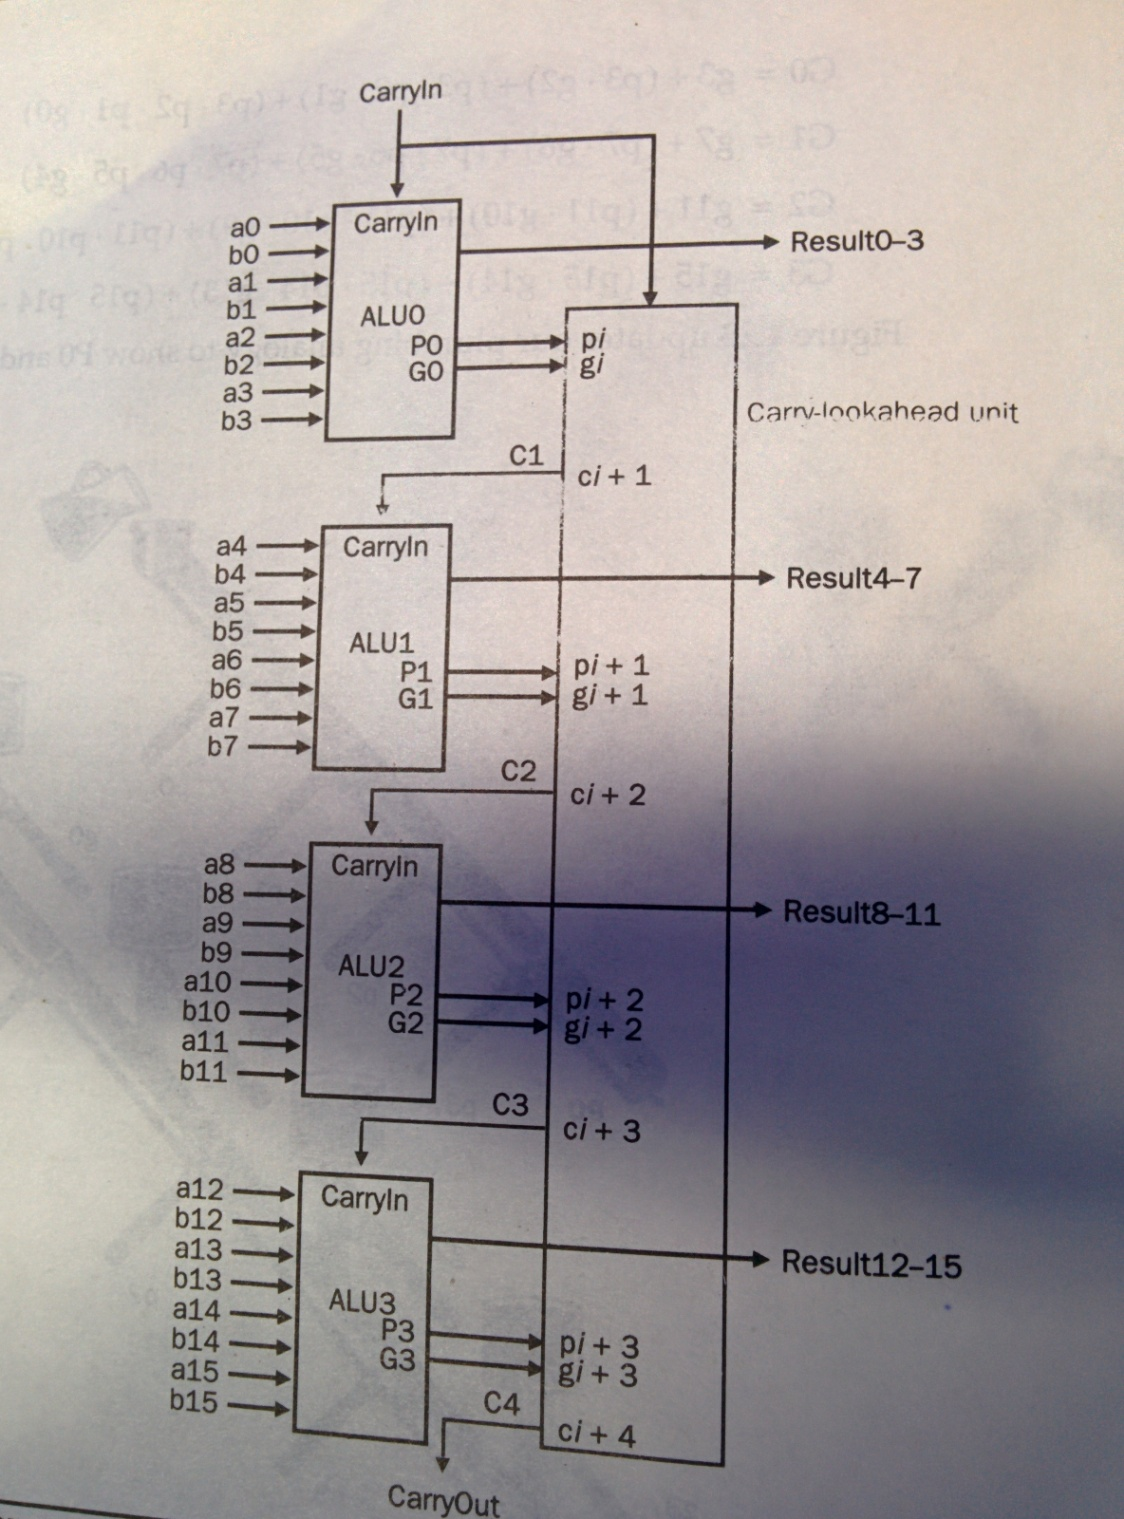 CarryIn
CarryIn
a0
b0
a1
b1
a2
b2
a3
b3
ALU0
P0
G0
pi
gi
Result0–3
Carry-lookahead unit
C1
ci + 1
CarryIn
a4
b4
a5
b5
a6
b6
a7
b7
ALU1
P1
G1
pi + 1
gi + 1
Result4–7
C2
ci + 2
CarryIn
a8
b8
a9
b9
a10
b10
a11
b11
ALU2
P2
G2
pi + 2
gi + 2
Result8–11
C3
ci + 3
CarryIn
a12
b12
a13
b13
a14
b14
a15
b15
ALU3
P3
G3
pi + 3
gi + 3
Result12–15
C4
ci + 4
CarryOut